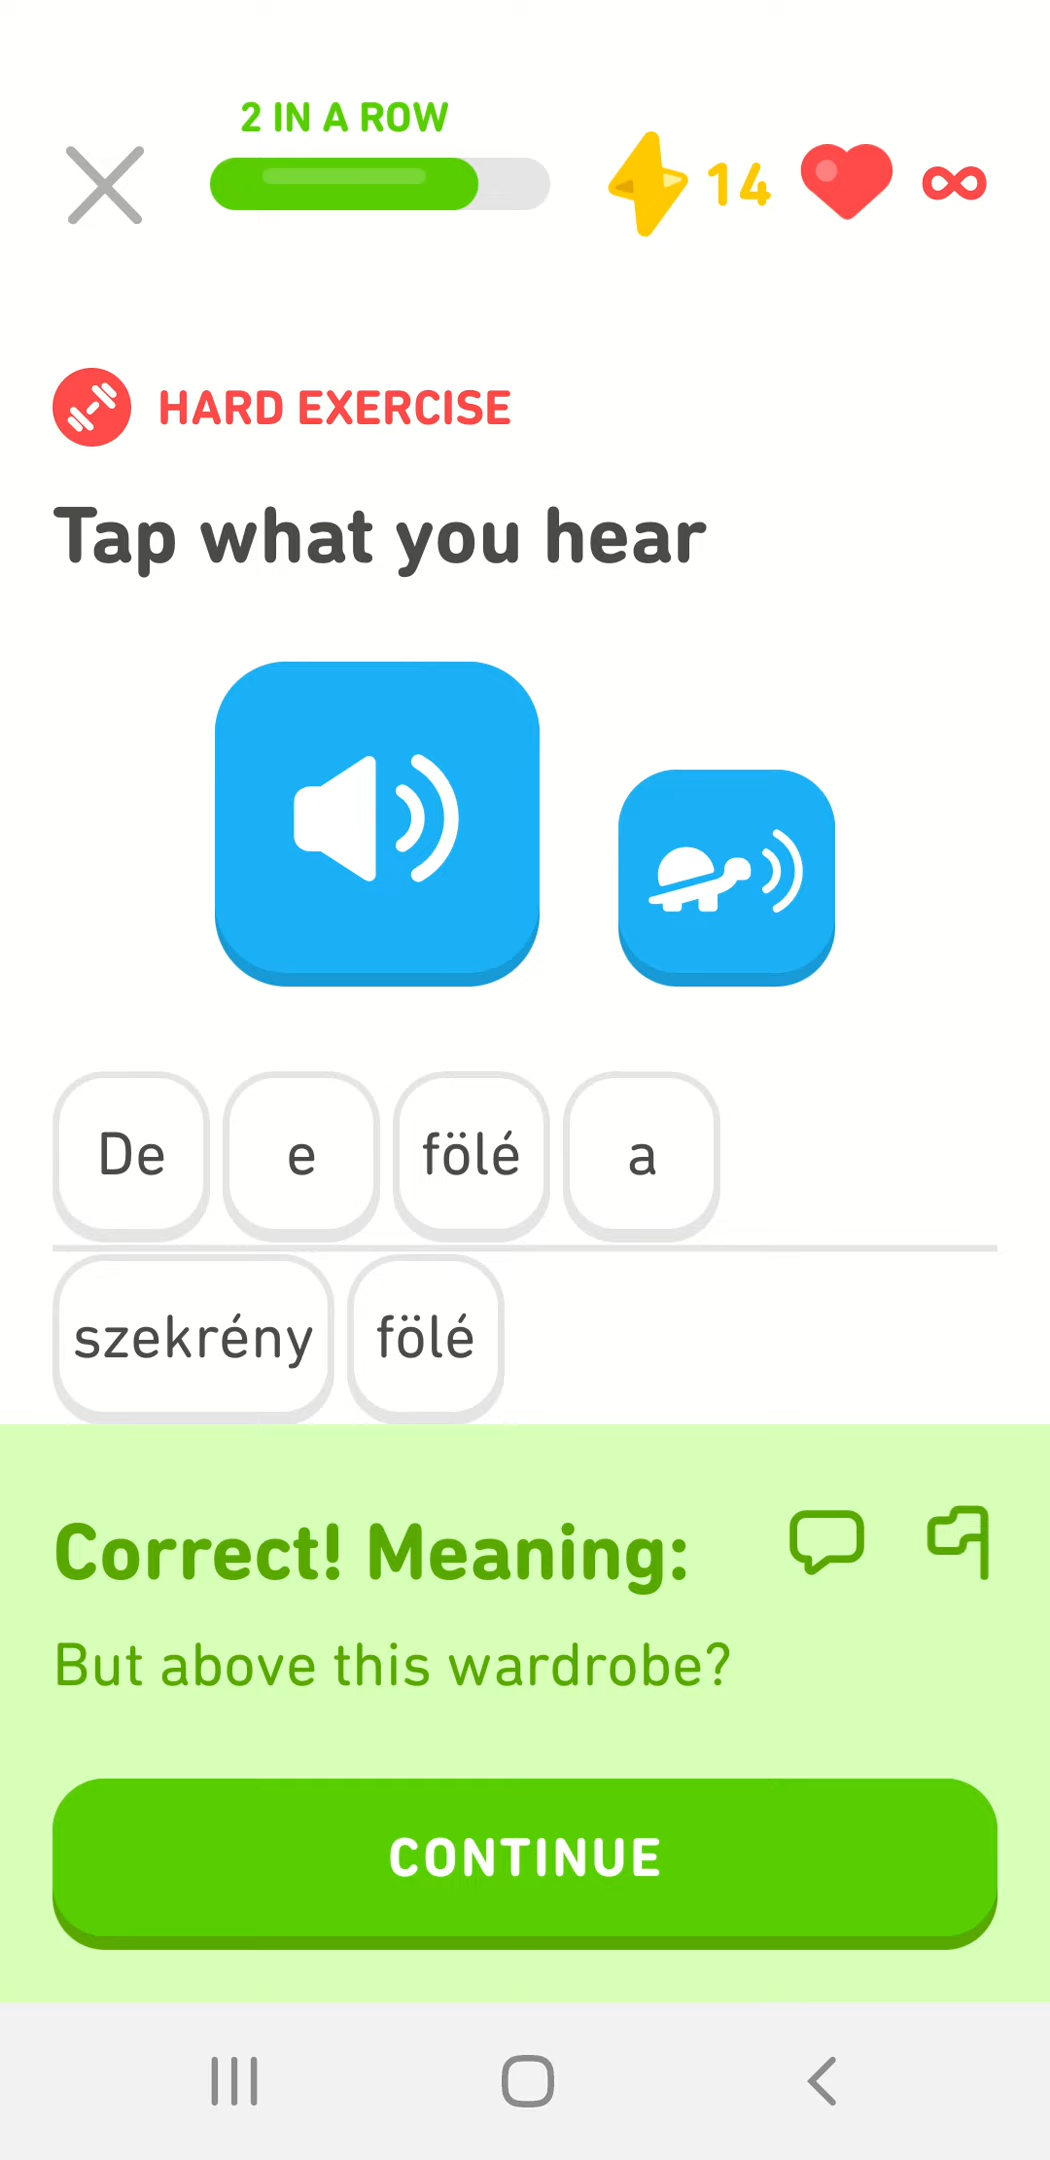 2 IN A ROW
14
HARD EXERCISE
Tap what you hear
De e fölé a
szekrény fölé
Correct! Meaning:
But above this wardrobe?
CONTINUE